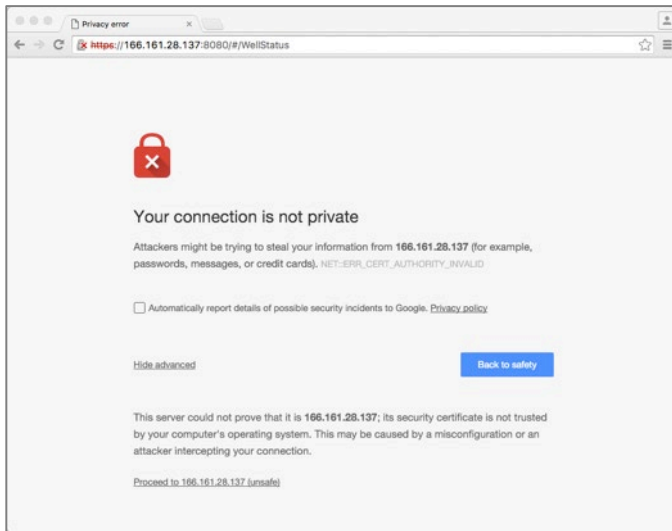 Privacy error
https://166.161.28.137:8080/#/WellStatus
Your connection is not private
Attackers might be trying to steal your information from 166.161.28.137 (for example,
passwords, messages, or credit cards). NET::ERR_CERT_AUTHORITY_INVALID
Automatically report details of possible security incidents to Google. Privacy policy
Hide advanced
Back to safety
This server could not prove that it is 166.161.28.137; its security certificate is not trusted
by your computer's operating system. This may be caused by a misconfiguration or an
attacker intercepting your connection.
Proceed to 166.161.28.137 (unsafe)